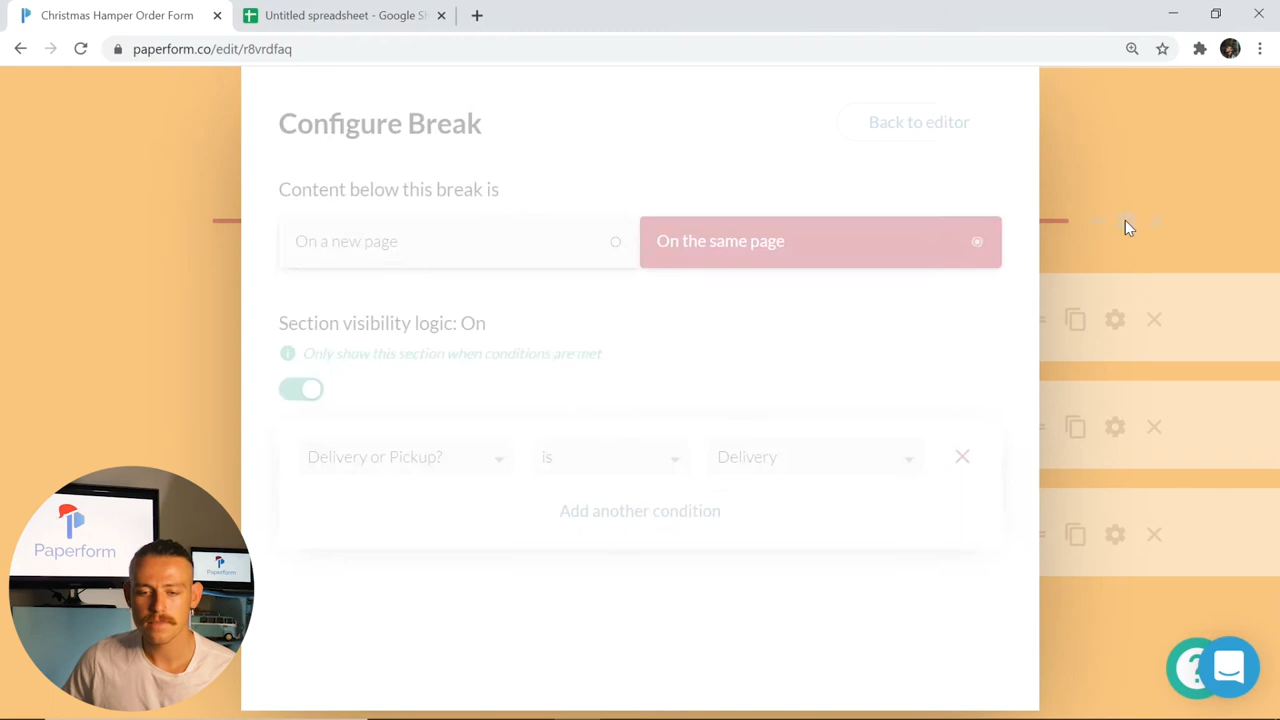 Christmas Hamper Order Form
Untitled spreadsheet - Google Sh
paperform.co/edit/r8vrdfaq
Configure Break
Back to editor
Content below this break is
On a new page
On the same page
Section visibility logic: On
Only show this section when conditions are met
Delivery or Pickup?
is
Delivery
Add another condition
Paperform
Paperform